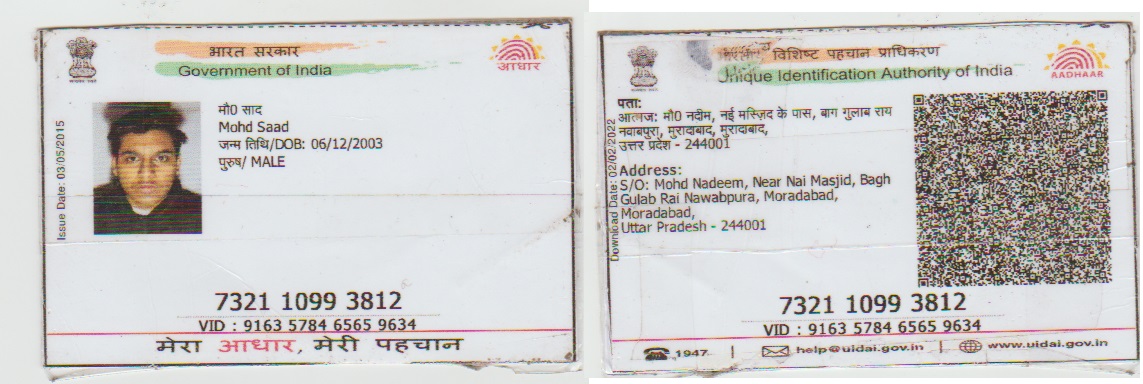 भारत सरकार
Government of India
आधार
मौ0 साद
Mohd Saad
जन्म तिथि/DOB: 06/12/2003
पुरुष/ MALE
Issue Date: 03/05/2015
7321 1099 3812
VID : 9163 5784 6565 9634
मेरा आधार, मेरी पहचान
विशिष्ट पहचान प्राधिकरण
Unique Identification Authority of India
AADHAAR
पता:
आत्मज: मौ0 नदीम, नई मस्ज़िद के पास, बाग गुलाब राय
नवाबपुरा, मुरादाबाद, मुरादाबाद,
उत्तर प्रदेश - 244001
Address:
S/O: Mohd Nadeem, Near Nai Masjid, Bagh
Gulab Rai Nawabpura, Moradabad,
Moradabad,
Uttar Pradesh - 244001
Download Date: 02/02/2022
7321 1099 3812
VID : 9163 5784 6565 9634
1947 | help@uidai.gov.in | www.uidai.gov.in